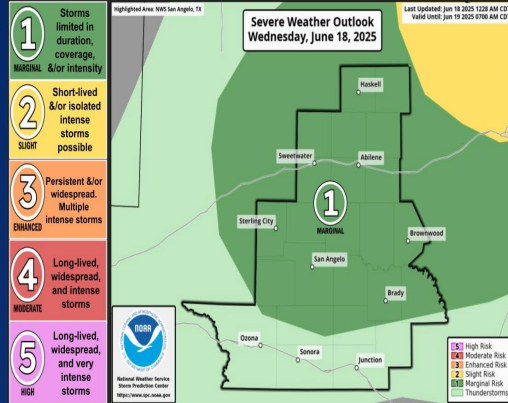 1
MARGINAL
Storms
limited in
duration,
coverage,
&/or intensity
2
SLIGHT
Short-lived
&/or isolated
intense
storms
possible
3
ENHANCED
Persistent &/or
widespread.
Multiple
intense storms
4
MODERATE
Long-lived,
widespread,
and intense
storms
5
HIGH
Long-lived,
widespread,
and very
intense
storms
Highlighted Area: NWS San Angelo, TX
Severe Weather Outlook
Wednesday, June 18, 2025
Last Updated: Jun 18 2025 1228 AM CDT
Valid Until: Jun 19 2025 0700 AM CDT
Haskell
Sweetwater
Abilene
1
MARGINAL
Sterling City
Brownwood
San Angelo
Brady
Ozona
Sonora
Junction
NOAA
National Weather Service
Storm Prediction Center
https://www.spc.noaa.gov
5 High Risk
4 Moderate Risk
3 Enhanced Risk
2 Slight Risk
1 Marginal Risk
Thunderstorms